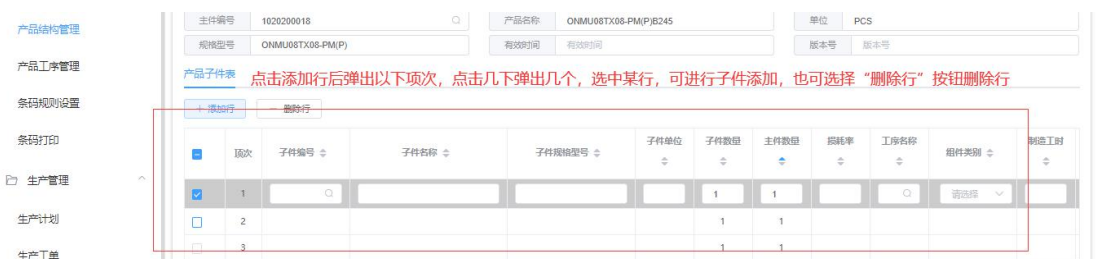 产品结构管理
产品工序管理
条码规则设置
条码打印
生产管理
生产计划
生产工单
主件编号 1020200018 产品名称 ONMU08TX08-PM(P)B245 单位 PCS
规格型号 ONMU08TX08-PM(P) 有效时间 有效时间 版本号 版本号
产品子件表 点击添加行后弹出以下项次，点击几下弹出几个，选中某行，可进行子件添加，也可选择“删除行”按钮删除行
+ 添加行 — 删除行
项次 子件编号 子件名称 子件规格型号 子件单位 子件数量 主件数量 损耗率 工序名称 组件类别 制造工时
1 1 1 请选择
2 1 1
3 1 1